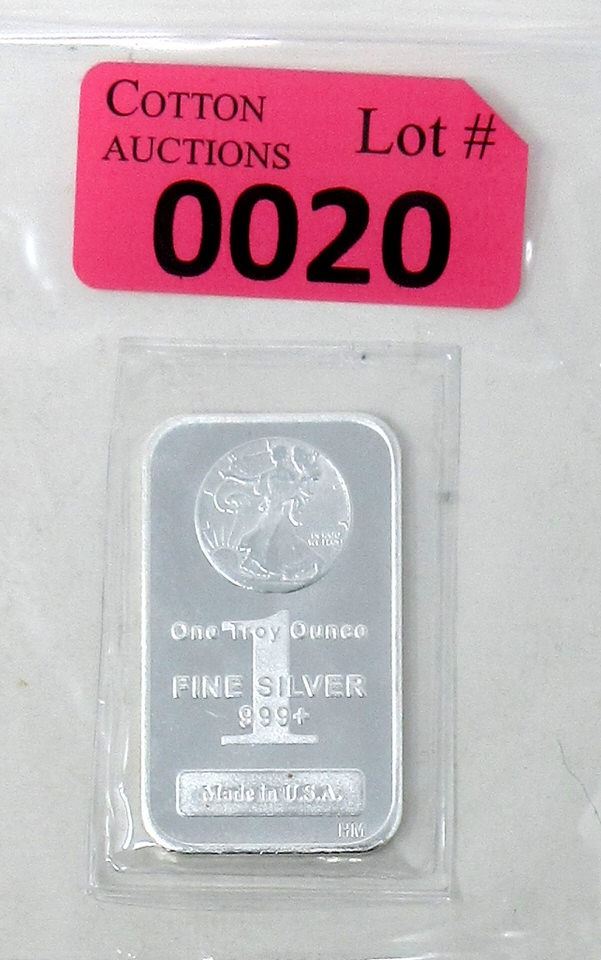 COTTON
AUCTIONS
Lot #
0020
One Troy Ounce
1
FINE SILVER
999+
Made in U.S.A.
HM